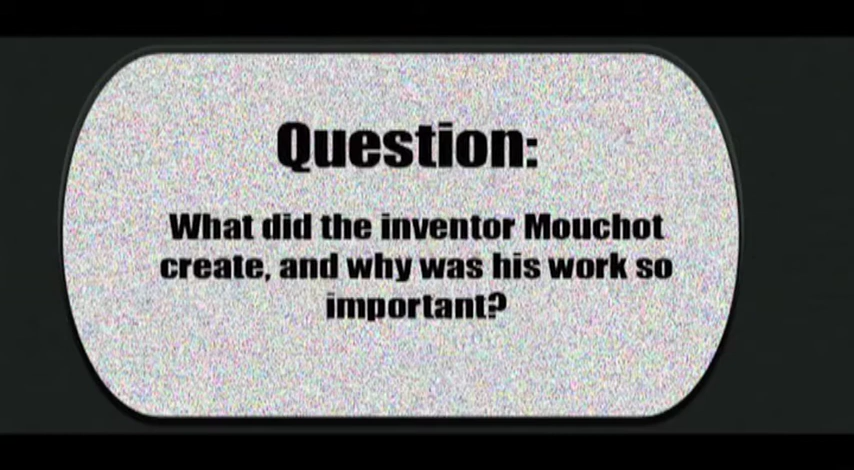 Question:
What did the inventor Mouchot
create, and why was his work so
important?